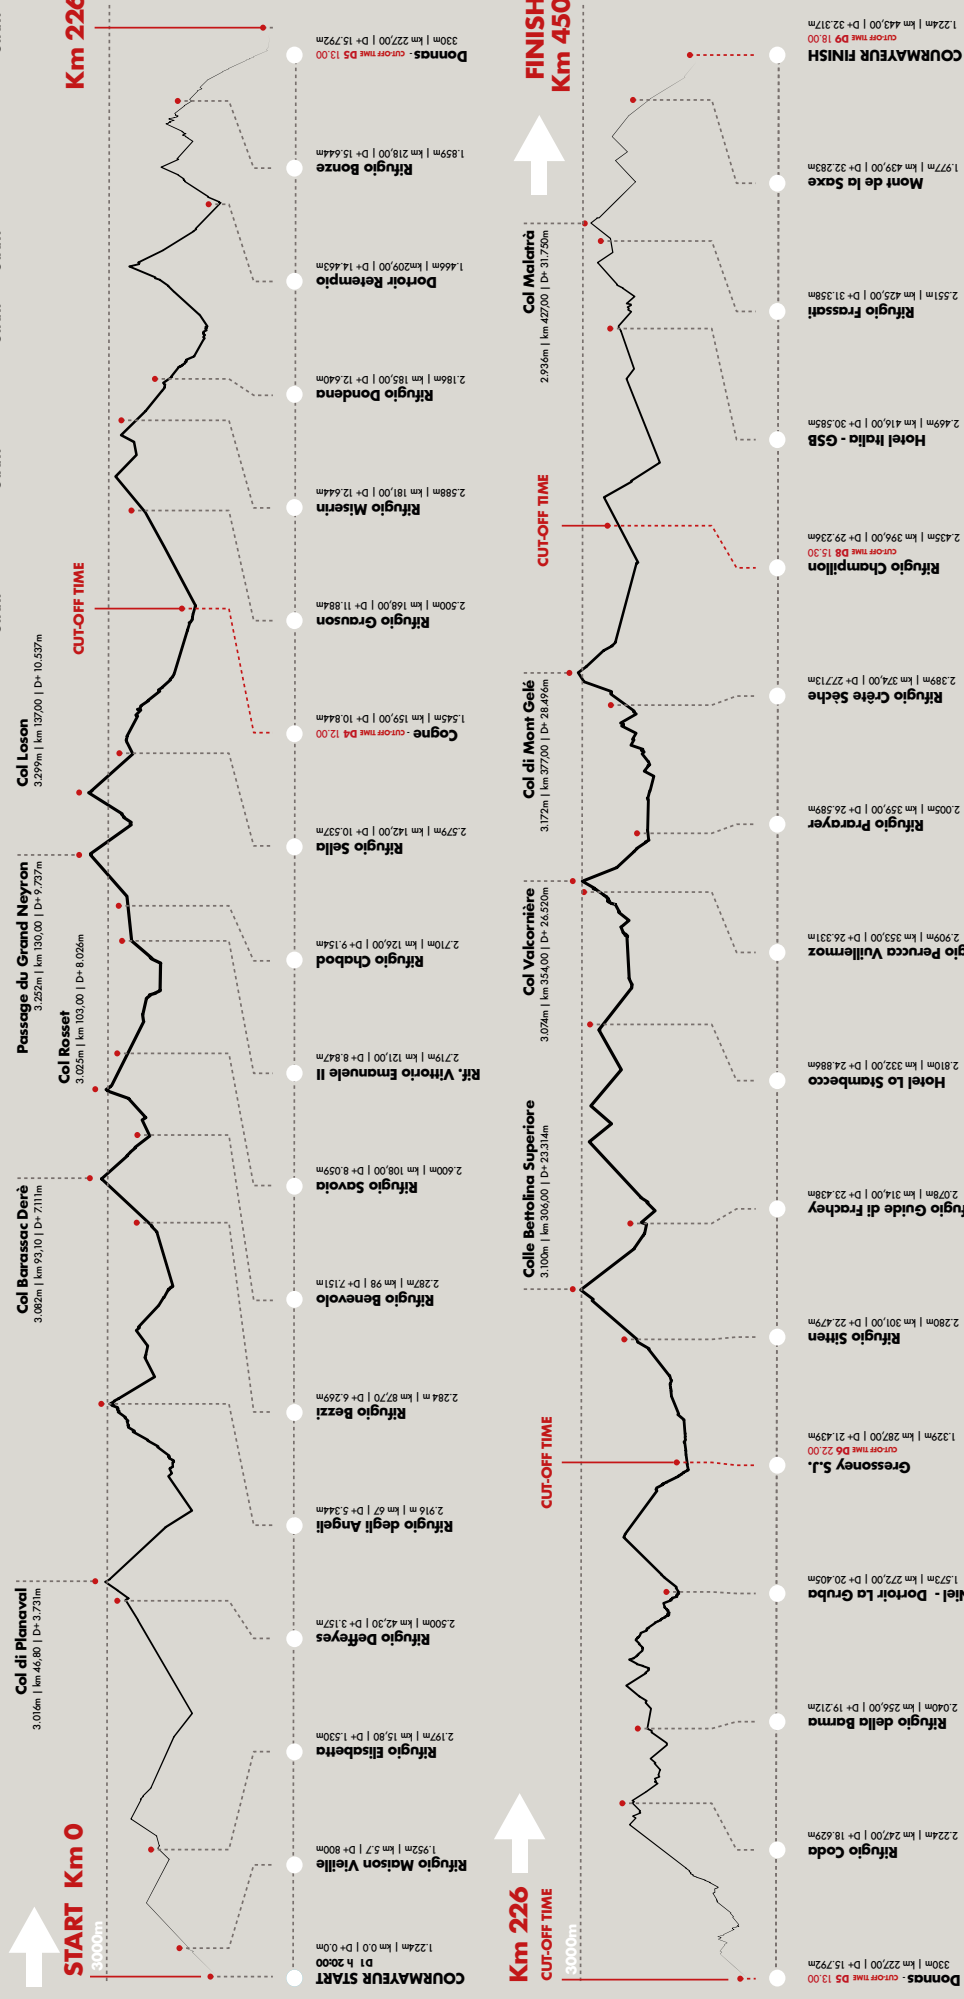 START Km 0
3000m
COURMAYEUR START
D1 h 20:00
1.224m | km 0.0 | D+ 0.0m
Rifugio Maison Vieille
1.952m | km 5.7 | D+ 800m
Rifugio Elisabetta
2.197m | km 15,80 | D+ 1.530m
Rifugio Deffeyes
2.500m | km 42,30 | D+ 3.157m
Col di Planaval
3.016m | km 46,80 | D+ 3.731m
Rifugio degli Angeli
2.916 m | km 67 | D+ 5.344m
Rifugio Bezzi
2.284 m | km 87,70 | D+ 6.269m
Col Barassac Derè
3.082m | km 93,10 | D+ 7.111m
Rifugio Benevolo
2.287m | km 98 | D+ 7.151m
Col Rosset
3.025m | km 103,00 | D+ 8.026m
Rifugio Savoia
2.600m | km 108,00 | D+ 8.059m
Rif. Vittorio Emanuele II
2.719m | km 121,00 | D+ 8.847m
Rifugio Chabod
2.710m | km 126,00 | D+ 9.154m
Passage du Grand Neyron
3.252m | km 130,00 | D+ 9.737m
Col Loson
3.299m | km 137,00 | D+ 10.537m
Rifugio Sella
2.579m | km 142,00 | D+ 10.537m
CUT-OFF TIME
Cogne - CUT-OFF TIME D4 12.00
1.545m | km 159,00 | D+ 10.844m
Rifugio Grauson
2.500m | km 168,00 | D+ 11.884m
Rifugio Miserin
2.588m | km 181,00 | D+ 12.644m
Rifugio Dondena
2.186m | km 185,00 | D+ 12.640m
Dortoir Retempio
1.466m | km209,00 | D+ 14.463m
Rifugio Bonze
1.859m | km 218,00 | D+ 15.644m
Km 226
Donnas - CUT-OFF TIME D5 13.00
330m | km 227,00 | D+ 15.792m
Km 226
CUT-OFF TIME
3000m
Donnas - CUT-OFF TIME D5 13.00
330m | km 227,00 | D+ 15.792m
Rifugio Coda
2.224m | km 247,00 | D+ 18.629m
Rifugio della Barma
2.040m | km 256,00 | D+ 19.212m
Niel - Dortoir La Gruba
1.573m | km 272,00 | D+ 20.405m
CUT-OFF TIME
Gressoney S.J.
CUT-OFF TIME D6 22.00
1.329m | km 287,00 | D+ 21.439m
Rifugio Sitten
2.280m | km 301,00 | D+ 22.479m
Colle Bettolina Superiore
3.100m | km 306,00 | D+ 23.314m
ugio Guide di Frachey
2.078m | km 314,00 | D+ 23.438m
Hotel Lo Stambecco
2.810m | km 332,00 | D+ 24.886m
Col Valcornière
3.074m | km 354,00 | D+ 26.520m
gio Perucca Vuillermoz
2.909m | km 353,00 | D+ 26.331m
Rifugio Prarayer
2.005m | km 359,00 | D+ 26.589m
Col di Mont Gelé
3.172m | km 377,00 | D+ 28.496m
Rifugio Crête Sèche
2.389m | km 374,00 | D+ 27.713m
CUT-OFF TIME
Rifugio Champillon
CUT-OFF TIME D8 15.30
2.435m | km 396,00 | D+ 29.236m
Hotel Italia - GSB
2.469m | km 416,00 | D+ 30.585m
Rifugio Frassati
2.551m | km 425,00 | D+ 31.358m
Col Malatrà
2.936m | km 427,00 | D+ 31.750m
Mont de la Saxe
1.977m | km 439,00 | D+ 32.283m
FINISH
Km 450
COURMAYEUR FINISH
CUT-OFF TIME D9 18.00
1.224m | km 443,00 | D+ 32.317m